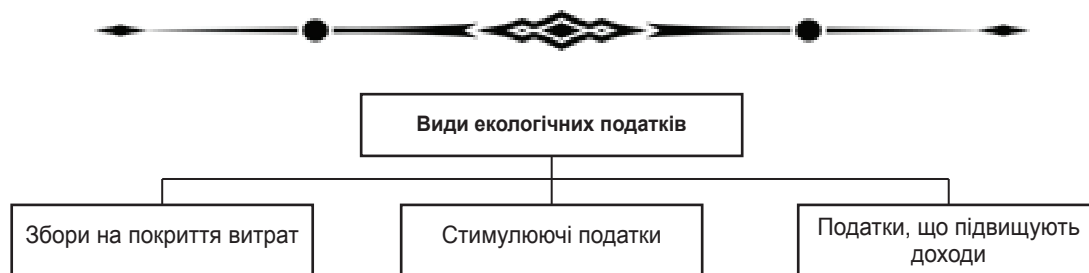 Види екологічних податків
Збори на покриття витрат
Стимулюючі податки
Податки, що підвищують
доходи